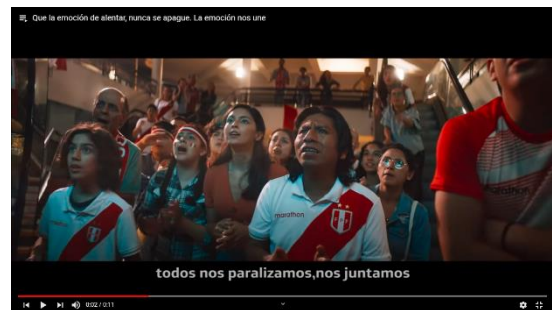 Que la emoción de alentar, nunca se apague. La emoción nos une
marathon
marathon
todos nos paralizamos,nos juntamos
0:02 / 0:11